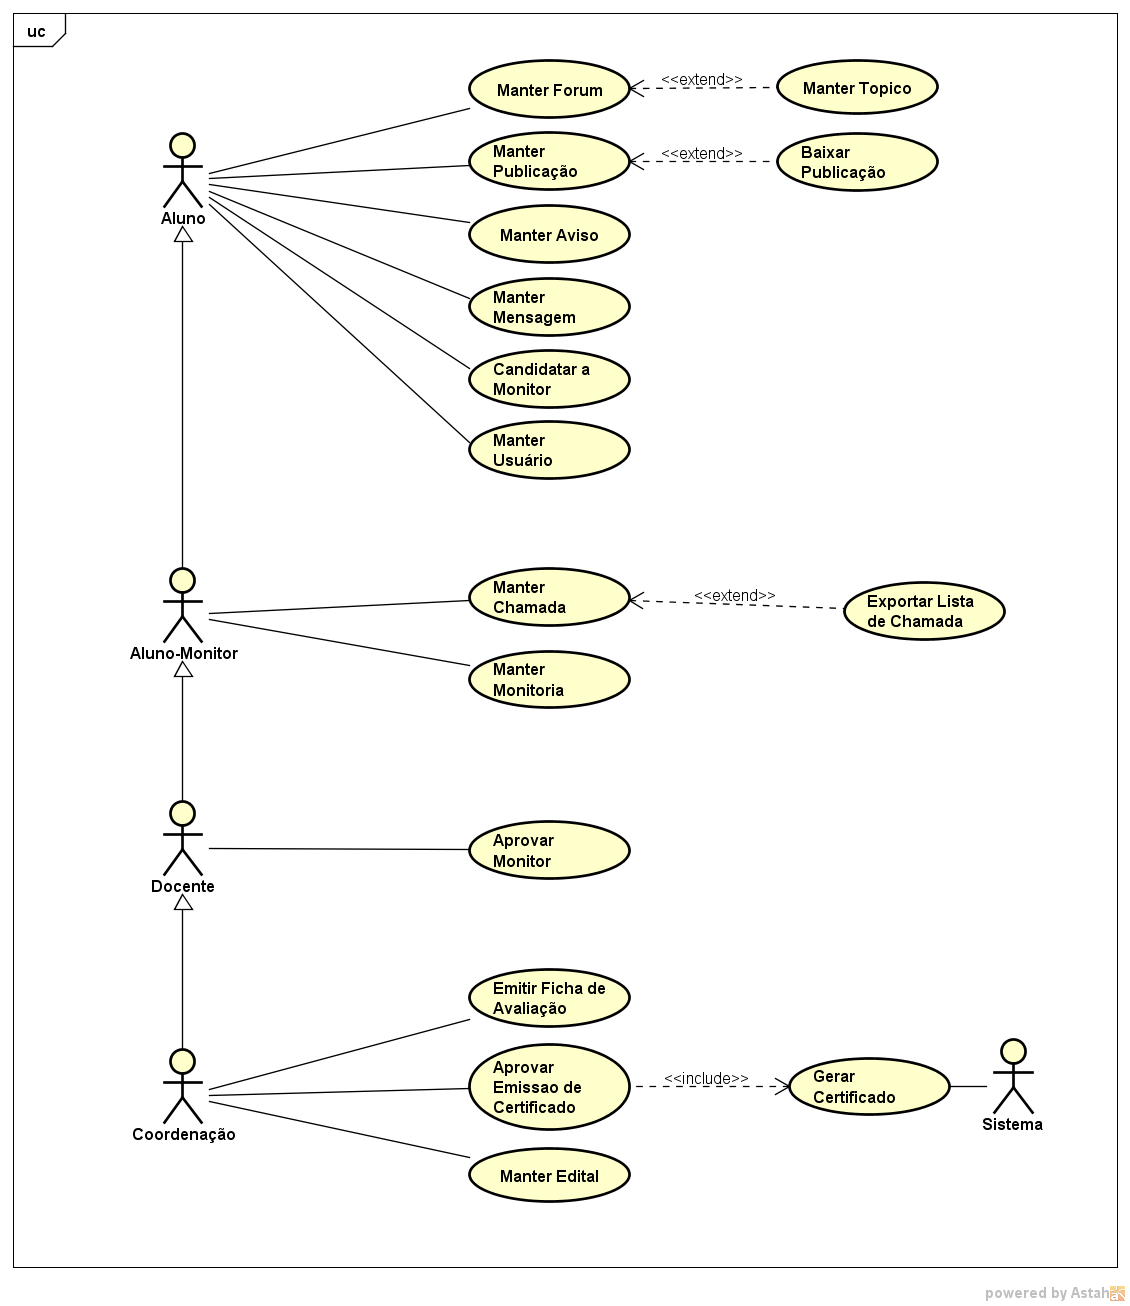 uc
Manter Forum
<<extend>>
Manter Topico
Manter
Publicação
<<extend>>
Baixar
Publicação
Aluno
Manter Aviso
Manter
Mensagem
Candidatar a
Monitor
Manter
Usuário
Manter
Chamada
<<extend>>
Exportar Lista
de Chamada
Aluno-Monitor
Manter
Monitoria
Aprovar
Monitor
Docente
Emitir Ficha de
Avaliação
Aprovar
Emissao de
Certificado
<<include>>
Gerar
Certificado
Sistema
Coordenação
Manter Edital
powered by Astah